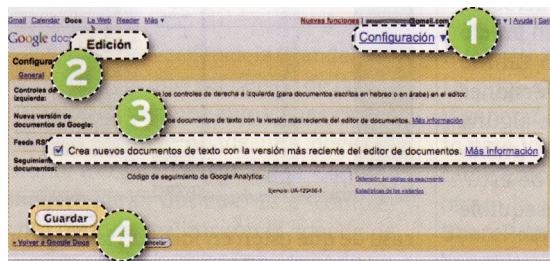 Gmail Calendar Docs La Web Reader Más ▾
Nuevas funciones | @gmail.com ▾ | Ayuda | Sal
Google doc
Edición
Configuración ▾
1
Configura
2
General
Controles de
izquierda:
los controles de derecha a izquierda (para documentos escritos en hebreo o en árabe) en el editor.
3
Nueva versión de
documentos de Google:
documentos de texto con la versión más reciente del editor de documentos. Más información
Feeds RS
Crea nuevos documentos de texto con la versión más reciente del editor de documentos. Más información
Seguimie
documentos:
Código de seguimiento de Google Analytics:
Obtención del código de seguimiento
Ejemplo: UA-123456-1
Estadísticas de los visitantes
Guardar
4
« Volver a Google Docs
Cancelar